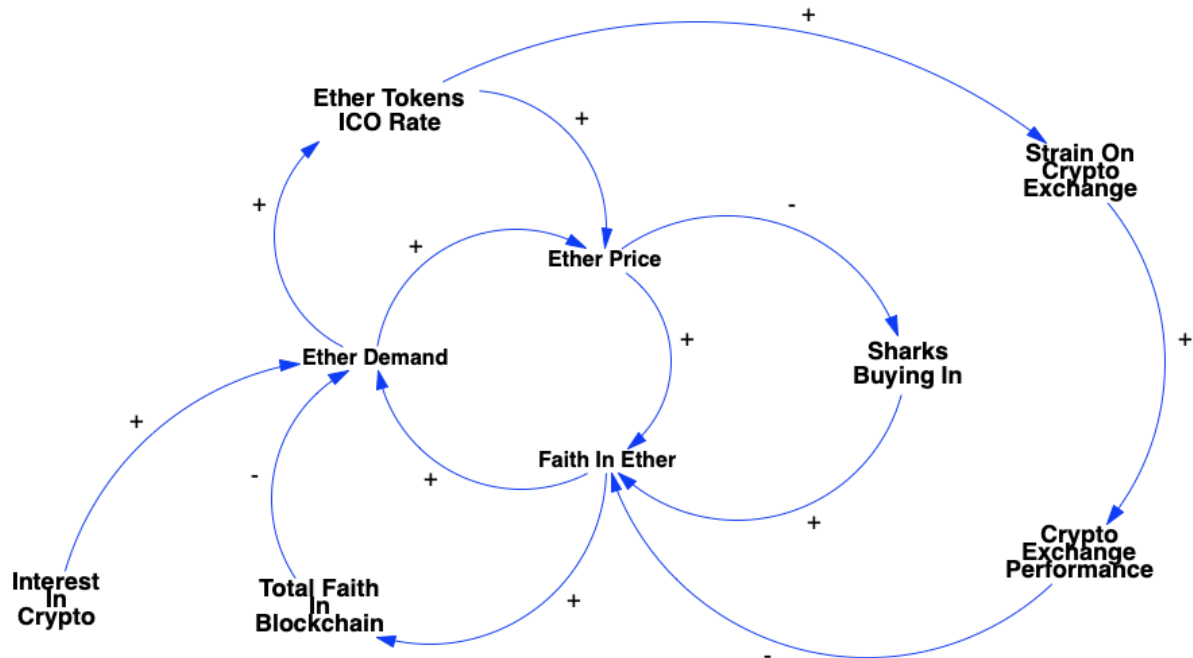 +
Ether Tokens
ICO Rate
+
Strain On
Crypto
Exchange
+
-
+
Ether Price
+
+
Sharks
Buying In
Ether Demand
+
-
+
Faith In Ether
+
+
Crypto
Exchange
Performance
Interest
In
Crypto
Total Faith
In
Blockchain
+
-